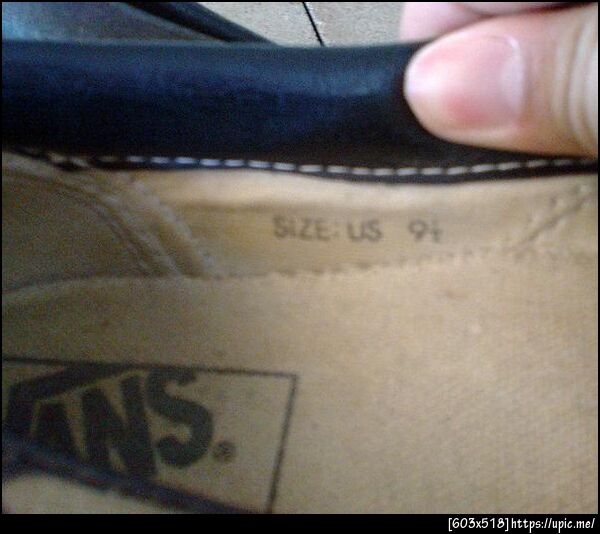 SIZE: US 9½
VANS®
[603x518]https://upic.me/